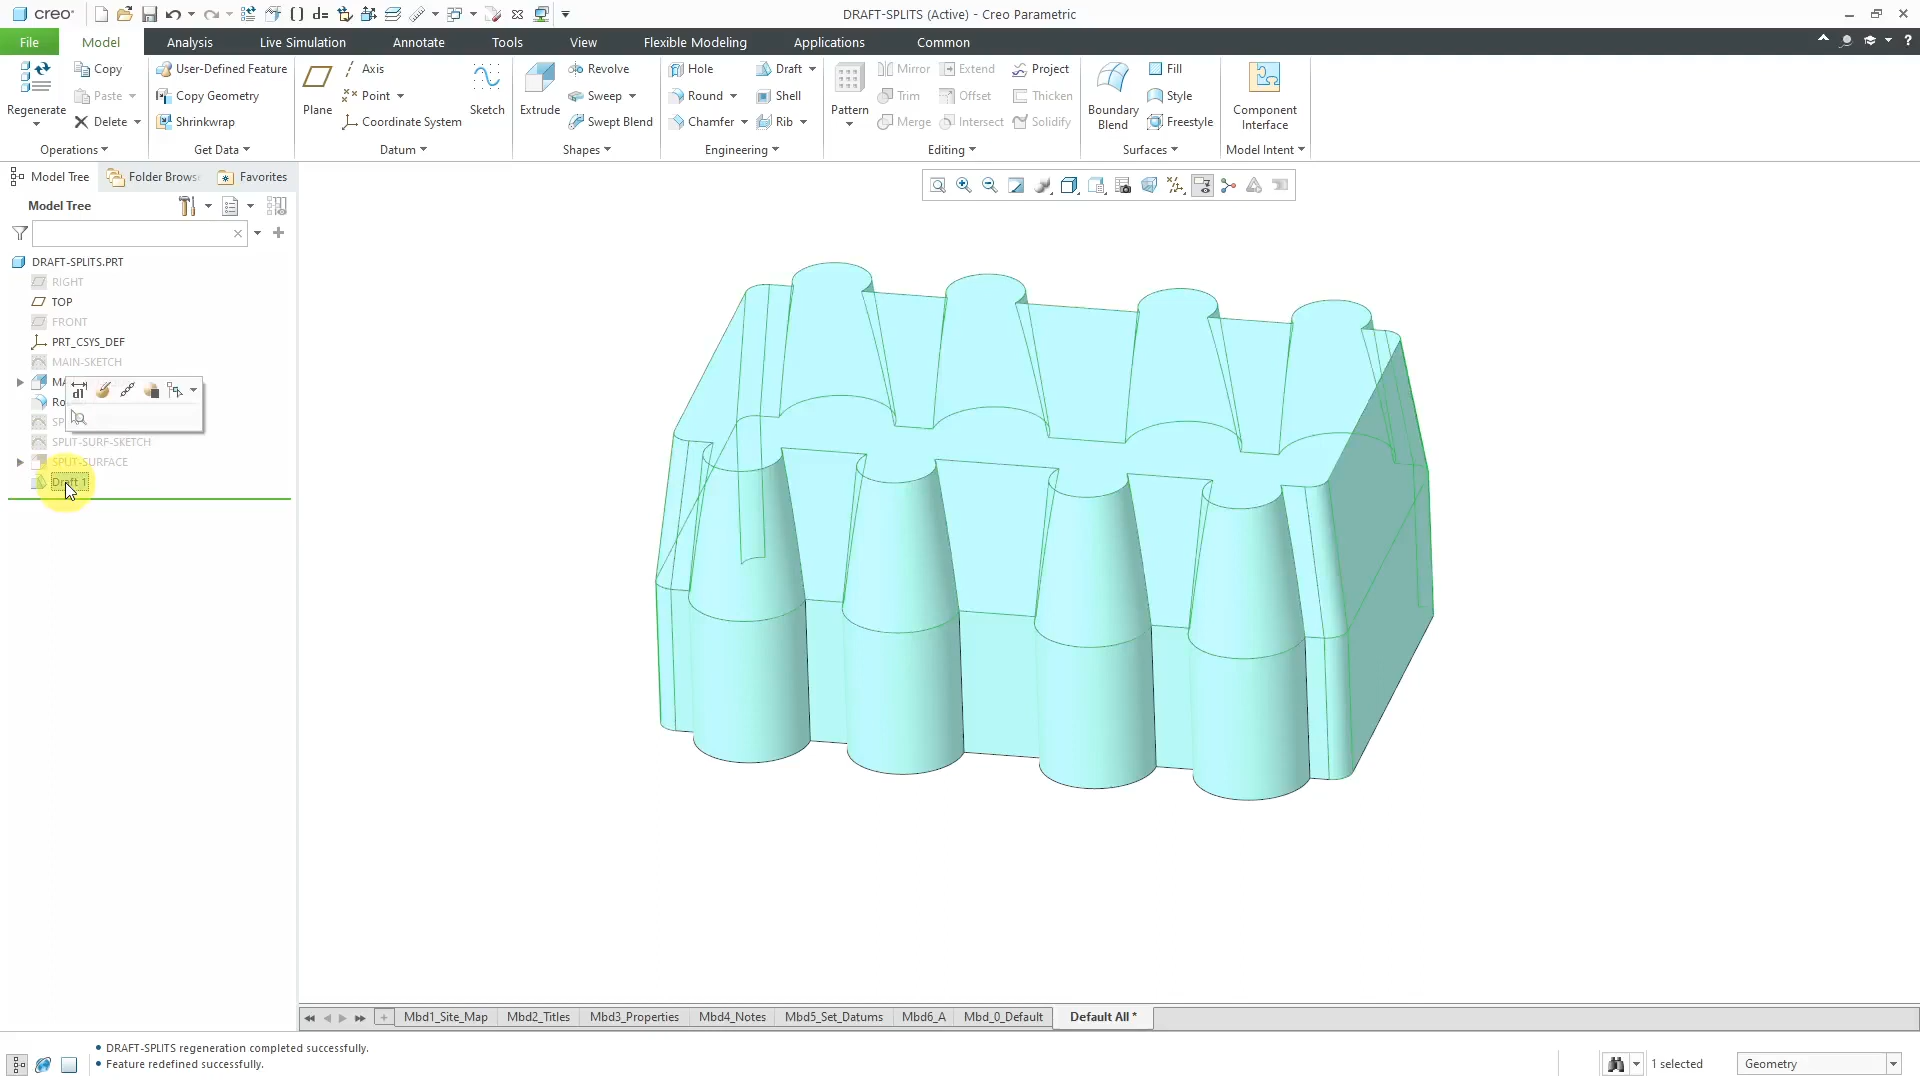 creo
DRAFT-SPLITS (Active) - Creo Parametric
File
Model
Analysis
Live Simulation
Annotate
Tools
View
Flexible Modeling
Applications
Common
Regenerate
Copy
Paste
Delete
Operations
User-Defined Feature
Copy Geometry
Shrinkwrap
Get Data
Plane
Axis
Point
Coordinate System
Sketch
Datum
Extrude
Revolve
Sweep
Swept Blend
Shapes
Hole
Round
Chamfer
Draft
Shell
Rib
Engineering
Pattern
Mirror
Trim
Merge
Extend
Offset
Intersect
Project
Thicken
Solidify
Editing
Boundary
Blend
Fill
Style
Freestyle
Surfaces
Component
Interface
Model Intent
Model Tree
Folder Brows
Favorites
Model Tree
DRAFT-SPLITS.PRT
RIGHT
TOP
FRONT
PRT_CSYS_DEF
MAIN-SKETCH
MA
Ro
SP
SPLIT-SURF-SKETCH
SPLIT-SURFACE
Draft 1
Mbd1_Site_Map
Mbd2_Titles
Mbd3_Properties
Mbd4_Notes
Mbd5_Set_Datums
Mbd6_A
Mbd_0_Default
Default All *
• DRAFT-SPLITS regeneration completed successfully.
• Feature redefined successfully.
1 selected
Geometry